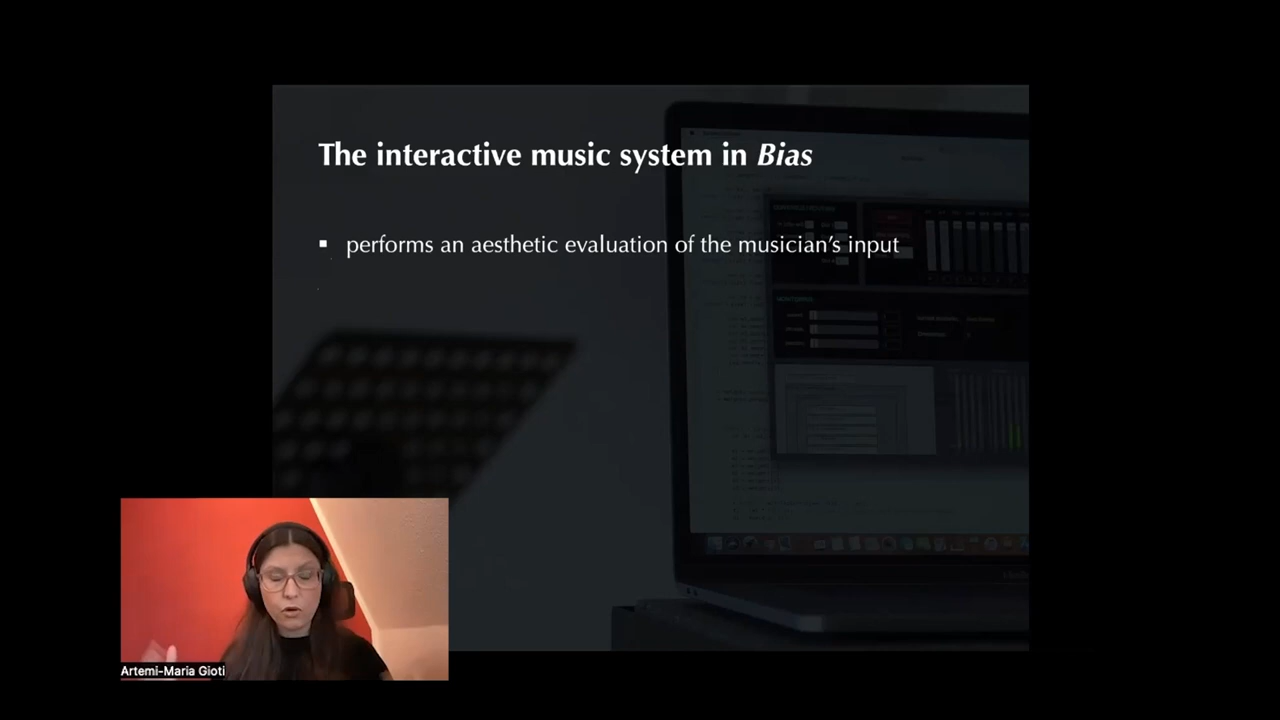 The interactive music system in Bias
▪ performs an aesthetic evaluation of the musician's input
Artemi-Maria Gioti